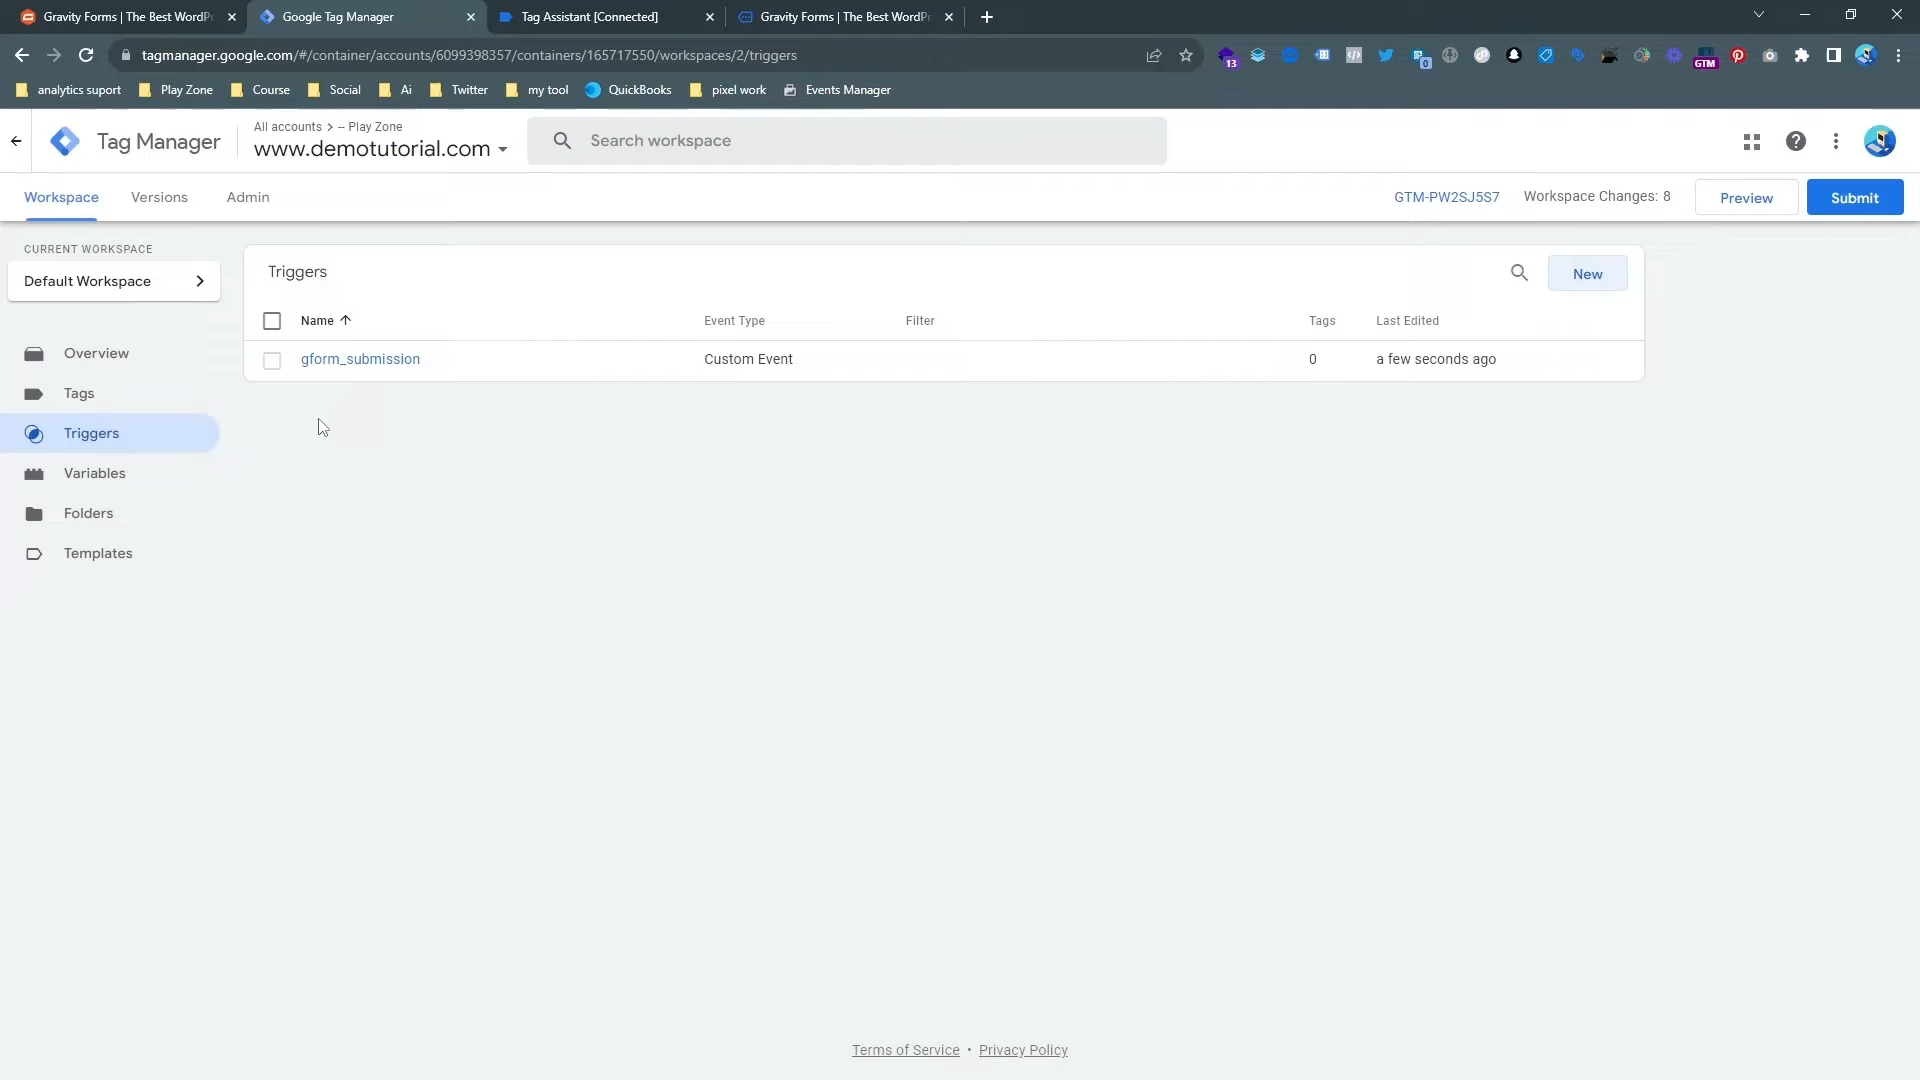 Gravity Forms | The Best WordPr
Google Tag Manager
Tag Assistant [Connected]
Gravity Forms | The Best WordPr
tagmanager.google.com/#/container/accounts/6099398357/containers/165717550/workspaces/2/triggers
13
0
GTM
analytics suport
Play Zone
Course
Social
Ai
Twitter
my tool
QuickBooks
pixel work
Events Manager
Tag Manager
All accounts > -- Play Zone
www.demotutorial.com
Search workspace
Workspace
Versions
Admin
GTM-PW2SJ5S7
Workspace Changes: 8
Preview
Submit
CURRENT WORKSPACE
Default Workspace
Overview
Tags
Triggers
Variables
Folders
Templates
Triggers
New
Name
Event Type
Filter
Tags
Last Edited
gform_submission
Custom Event
0
a few seconds ago
Terms of Service • Privacy Policy